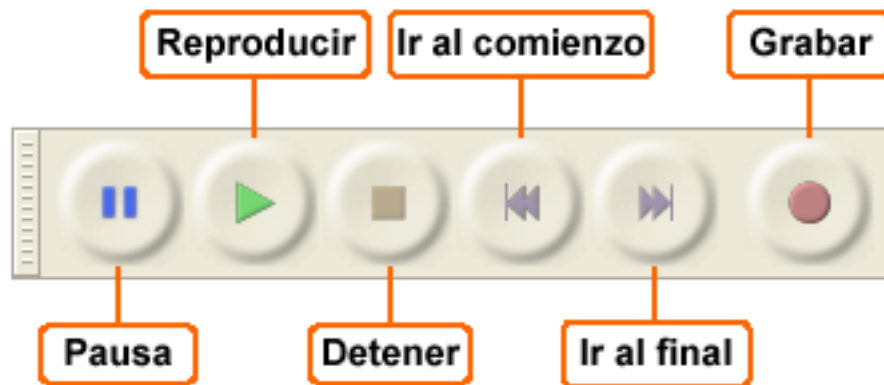 Reproducir
Ir al comienzo
Grabar
Pausa
Detener
Ir al final